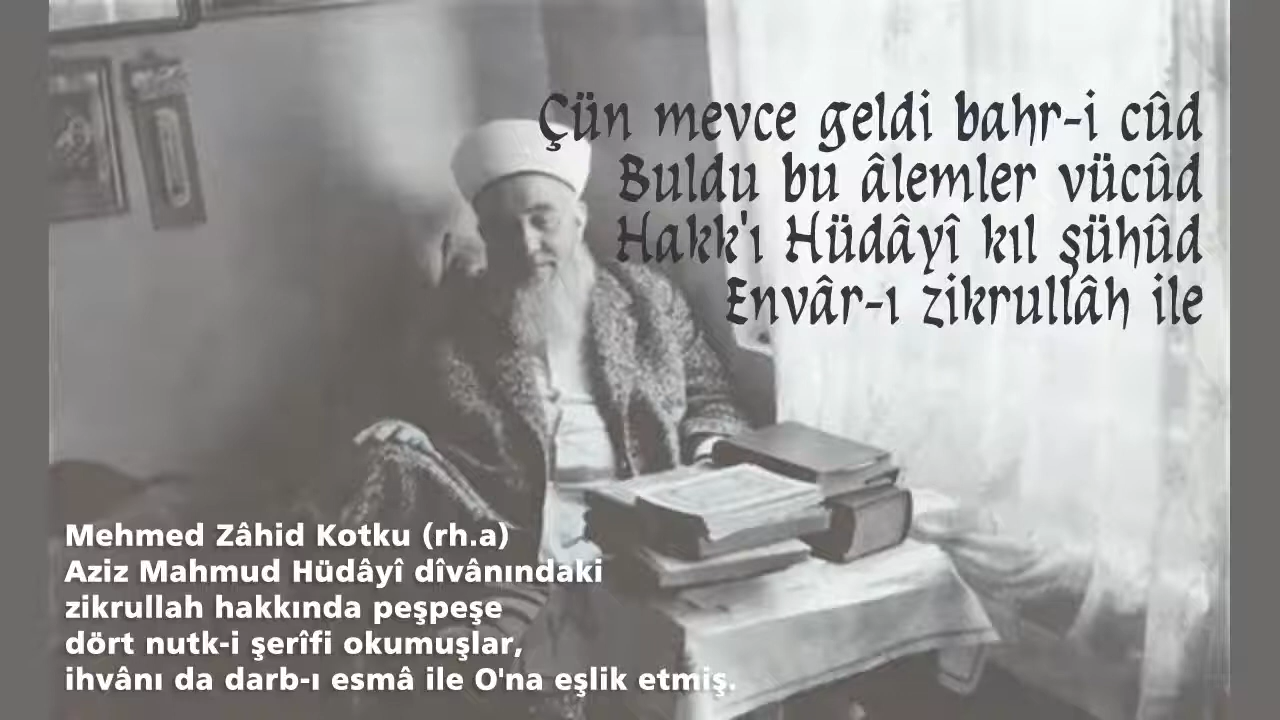 Çün mevce geldi bahr-i cûd
Buldu bu âlemler vücûd
Hakk'ı Hüdâyî kıl şühûd
Envâr-ı zikrullâh ile
Mehmed Zâhid Kotku (rh.a)
Aziz Mahmud Hüdâyî dîvânındaki
zikrullah hakkında peşpeşe
dört nutk-i şerîfi okumuşlar,
ihvânı da darb-ı esmâ ile O'na eşlik etmiş.